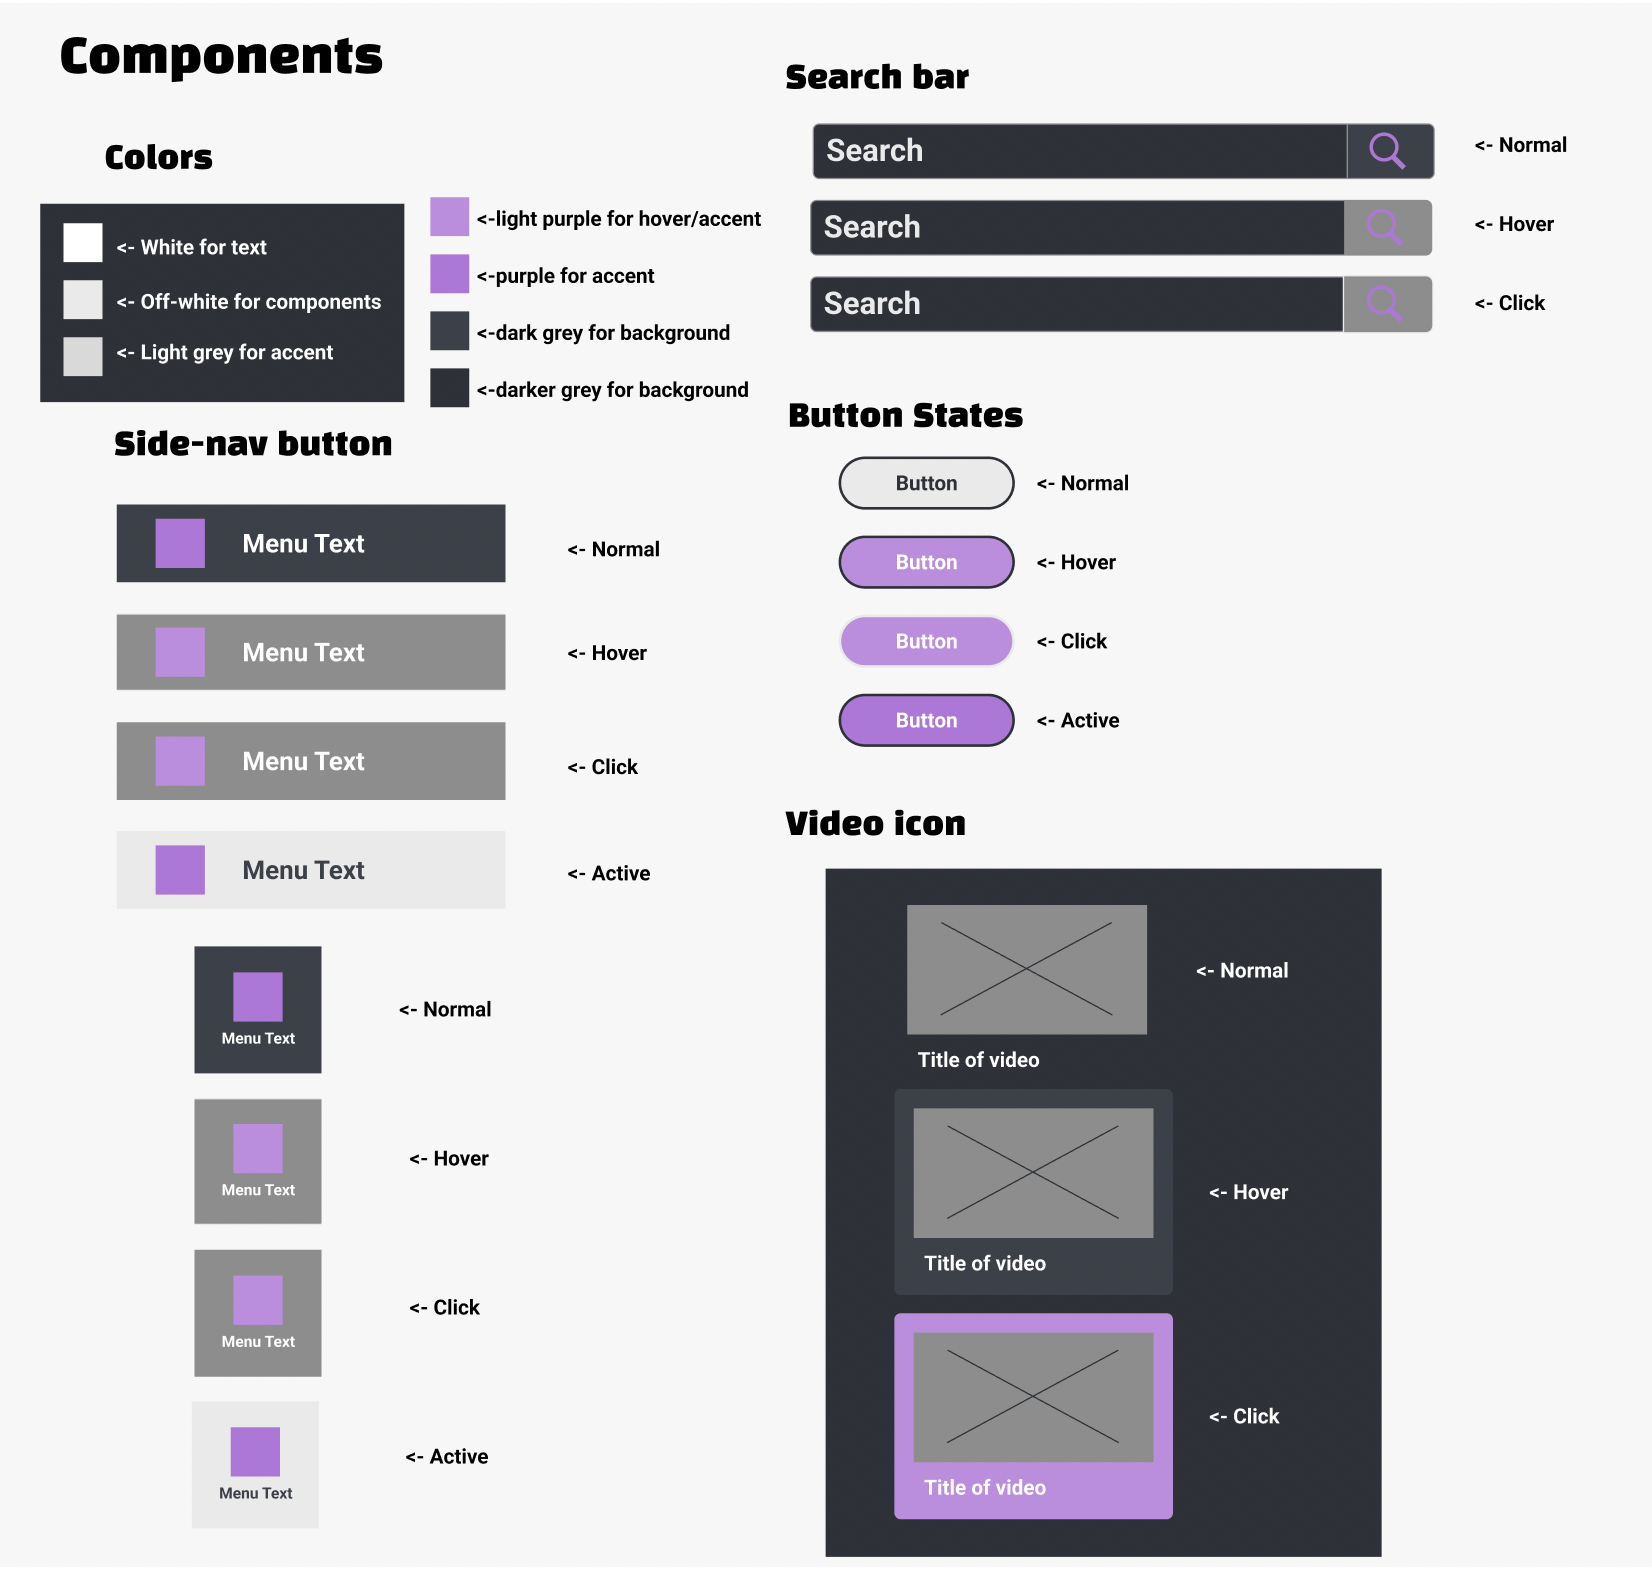 Components
Colors
<- White for text
<- Off-white for components
<- Light grey for accent
<-light purple for hover/accent
<-purple for accent
<-dark grey for background
<-darker grey for background
Side-nav button
Menu Text
<- Normal
Menu Text
<- Hover
Menu Text
<- Click
Menu Text
<- Active
Menu Text
<- Normal
Menu Text
<- Hover
Menu Text
<- Click
Menu Text
<- Active
Search bar
Search
<- Normal
Search
<- Hover
Search
<- Click
Button States
Button
<- Normal
Button
<- Hover
Button
<- Click
Button
<- Active
Video icon
<- Normal
Title of video
<- Hover
Title of video
<- Click
Title of video